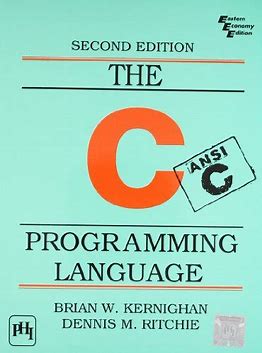 Eastern
Economy
Edition
SECOND EDITION
THE
C
ANSI
C
PROGRAMMING
LANGUAGE
BRIAN W. KERNIGHAN
DENNIS M. RITCHIE
PHI